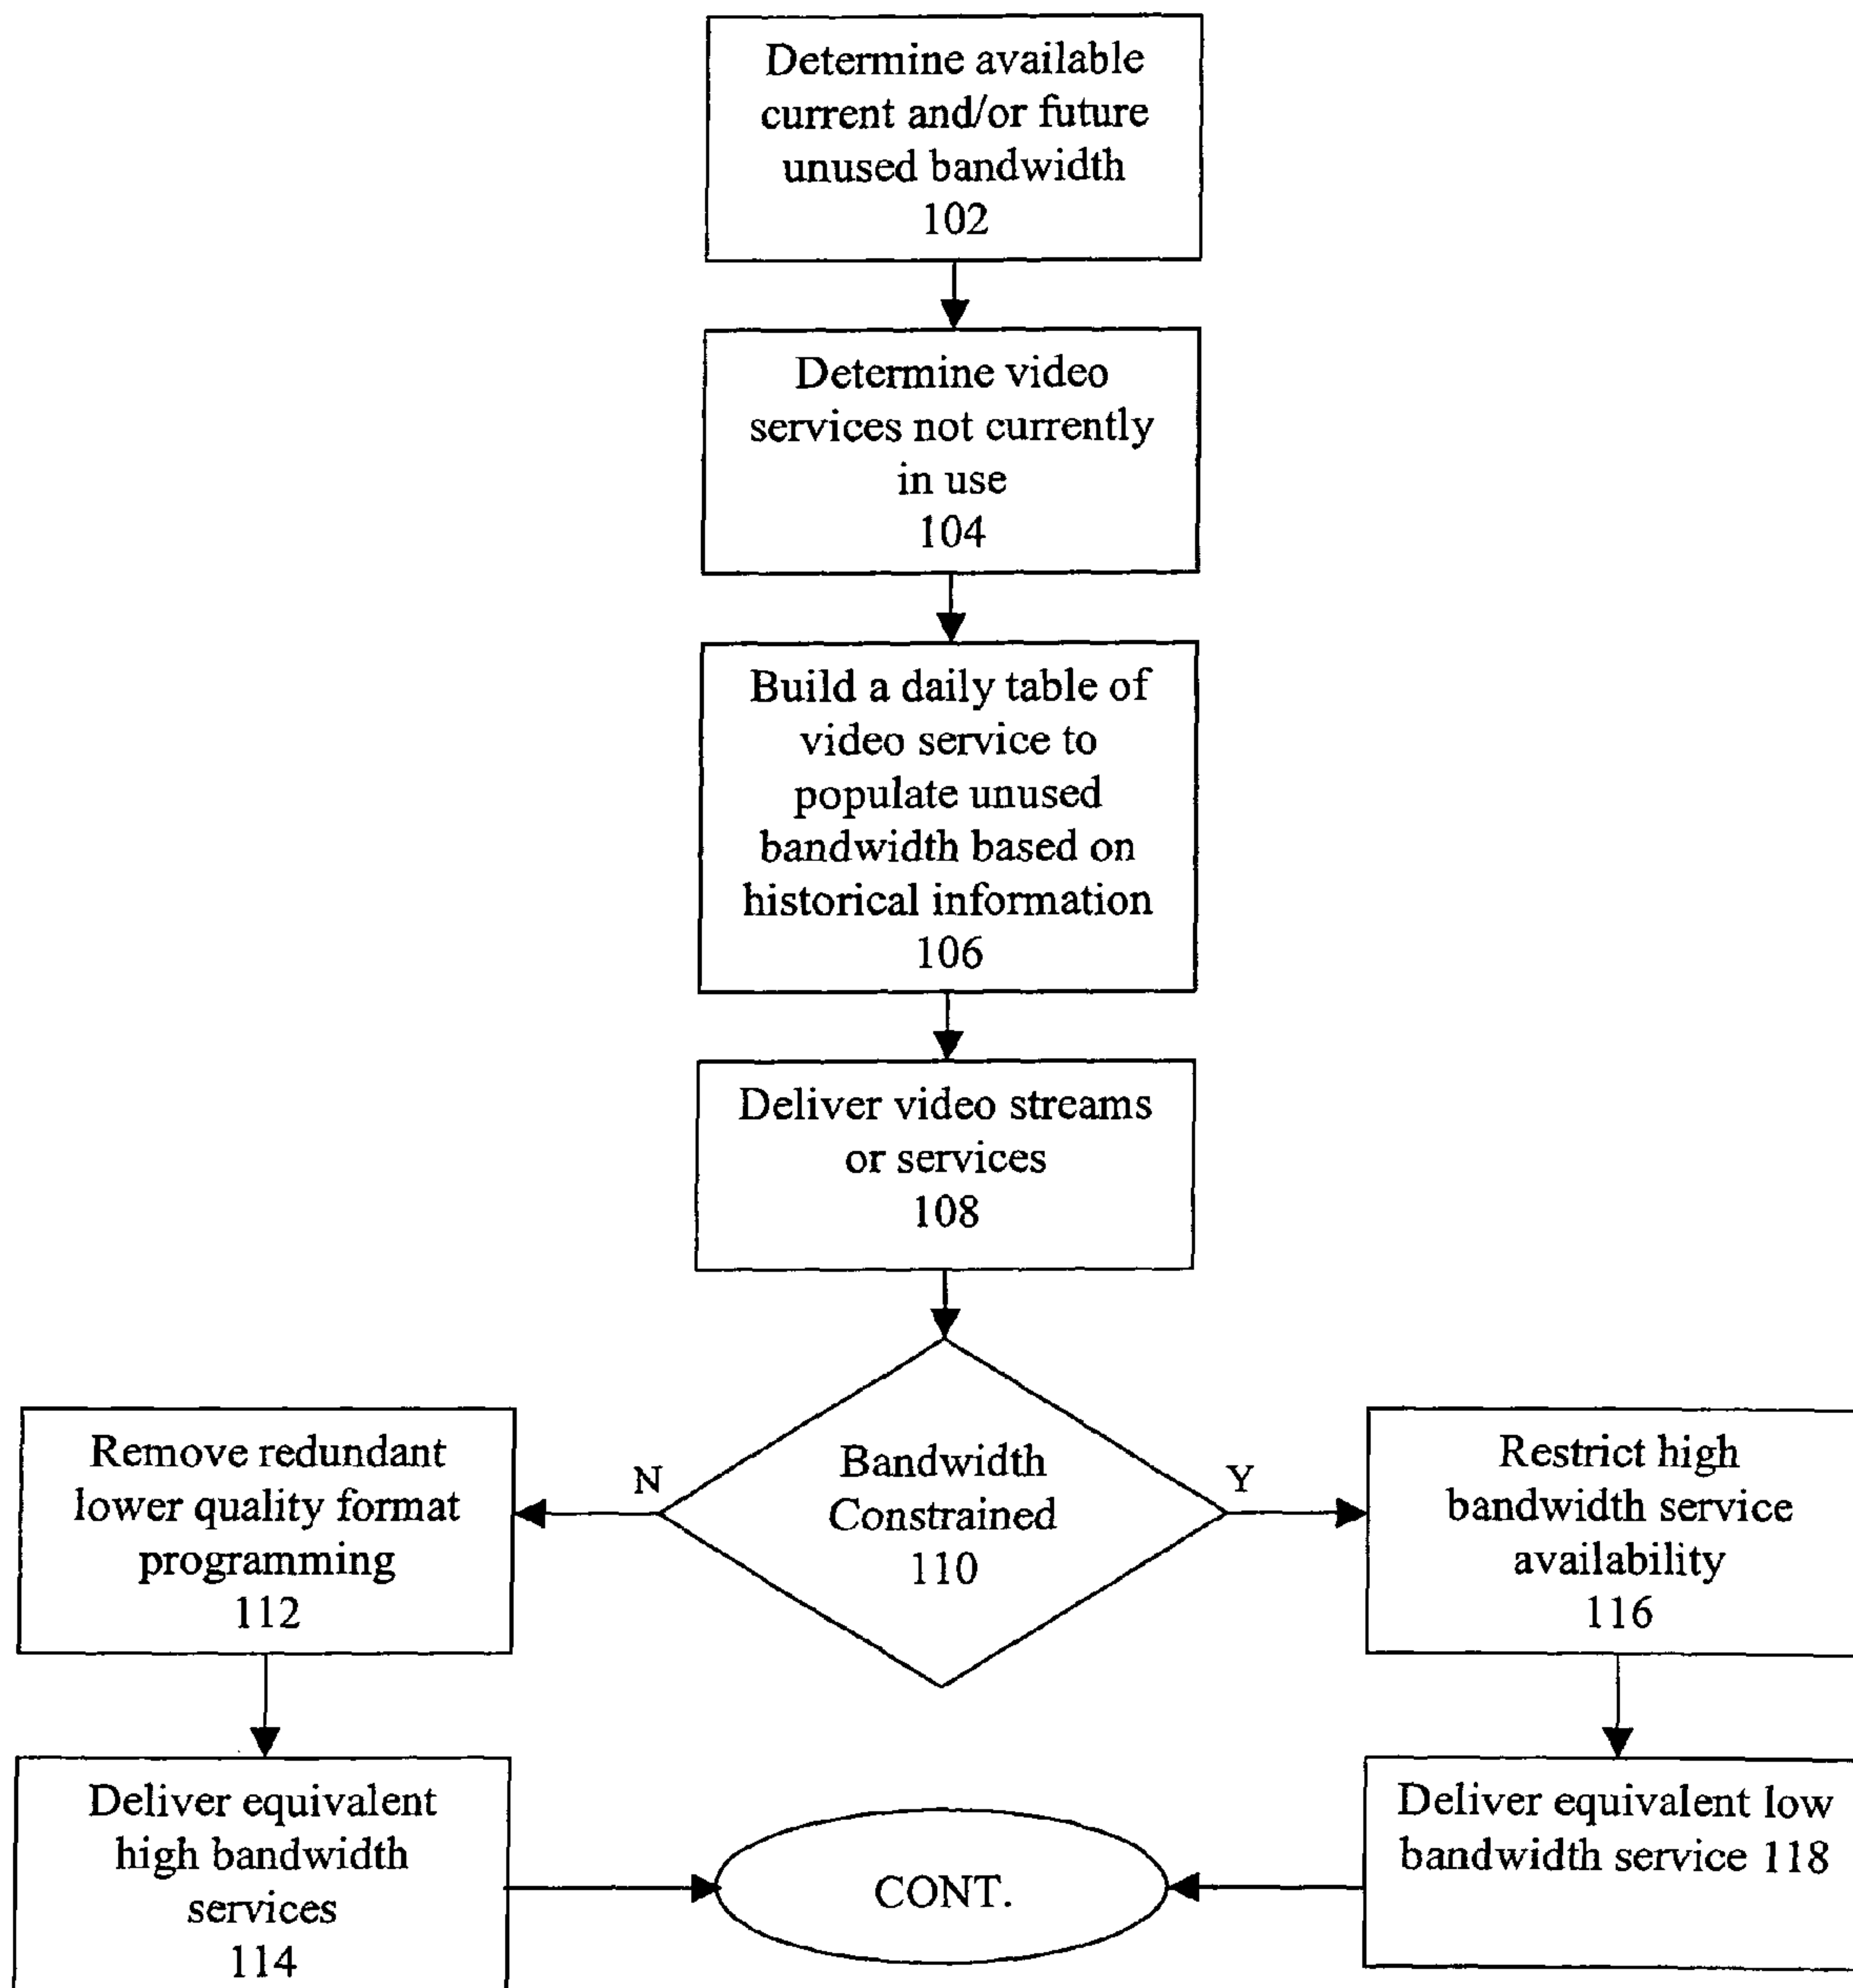 Determine available
current and/or future
unused bandwidth
102
Determine video
services not currently
in use
104
Build a daily table of
video service to
populate unused
bandwidth based on
historical information
106
Deliver video streams
or services
108
Bandwidth
Constrained
110
N
Y
Remove redundant
lower quality format
programming
112
Restrict high
bandwidth service
availability
116
Deliver equivalent
high bandwidth
services
114
Deliver equivalent low
bandwidth service 118
CONT.